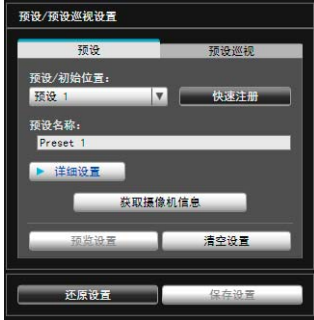 预设/预设巡视设置
预设 预设巡视
预设/初始位置：
预设 1 快速注册
预设名称：
Preset 1
详细设置
获取摄像机信息
预览设置 清空设置
还原设置 保存设置